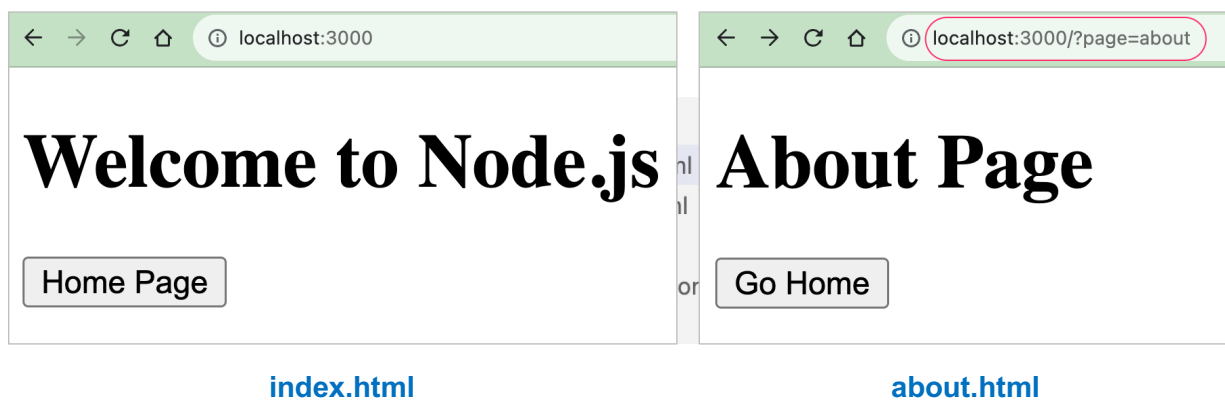 localhost:3000
Welcome to Node.js
Home Page
index.html
localhost:3000/?page=about
About Page
Go Home
about.html